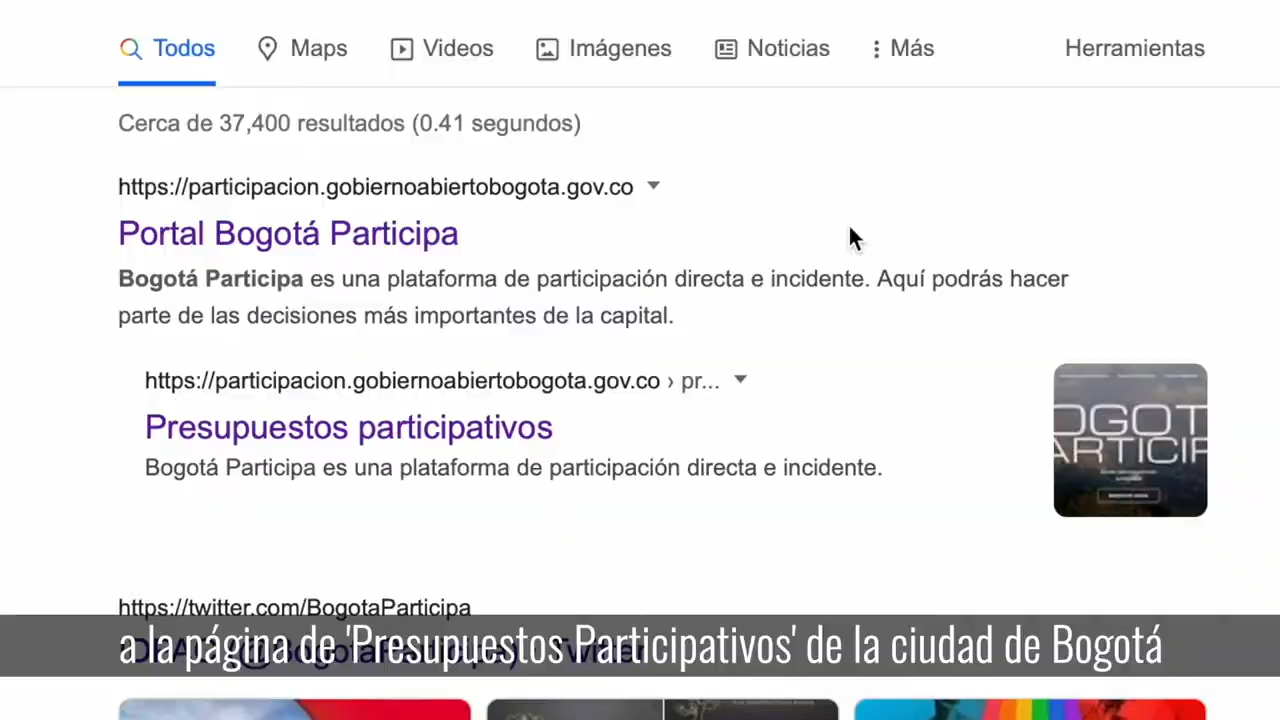 Todos Maps Videos Imágenes Noticias Más Herramientas
Cerca de 37,400 resultados (0.41 segundos)
https://participacion.gobiernoabiertobogota.gov.co
Portal Bogotá Participa
Bogotá Participa es una plataforma de participación directa e incidente. Aquí podrás hacer
parte de las decisiones más importantes de la capital.
https://participacion.gobiernoabiertobogota.gov.co › pr...
Presupuestos participativos
Bogotá Participa es una plataforma de participación directa e incidente.
OGOT
ARTICIP
https://twitter.com/BogotaParticipa
a la página de 'Presupuestos Participativos' de la ciudad de Bogotá